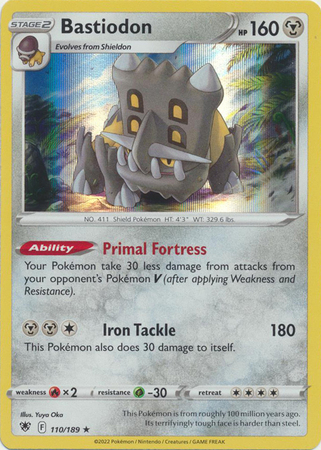 STAGE2 Bastiodon HP 160
Evolves from Shieldon
NO. 411 Shield Pokémon HT: 4'3" WT: 329.6 lbs.
Ability Primal Fortress
Your Pokémon take 30 less damage from attacks from
your opponent's Pokémon V (after applying Weakness and
Resistance).
Iron Tackle 180
This Pokémon also does 30 damage to itself.
weakness ×2 resistance -30 retreat
Illus. Yuya Oka
This Pokémon is from roughly 100 million years ago.
Its terrifyingly tough face is harder than steel.
F 110/189 ★
©2022 Pokémon / Nintendo / Creatures / GAME FREAK